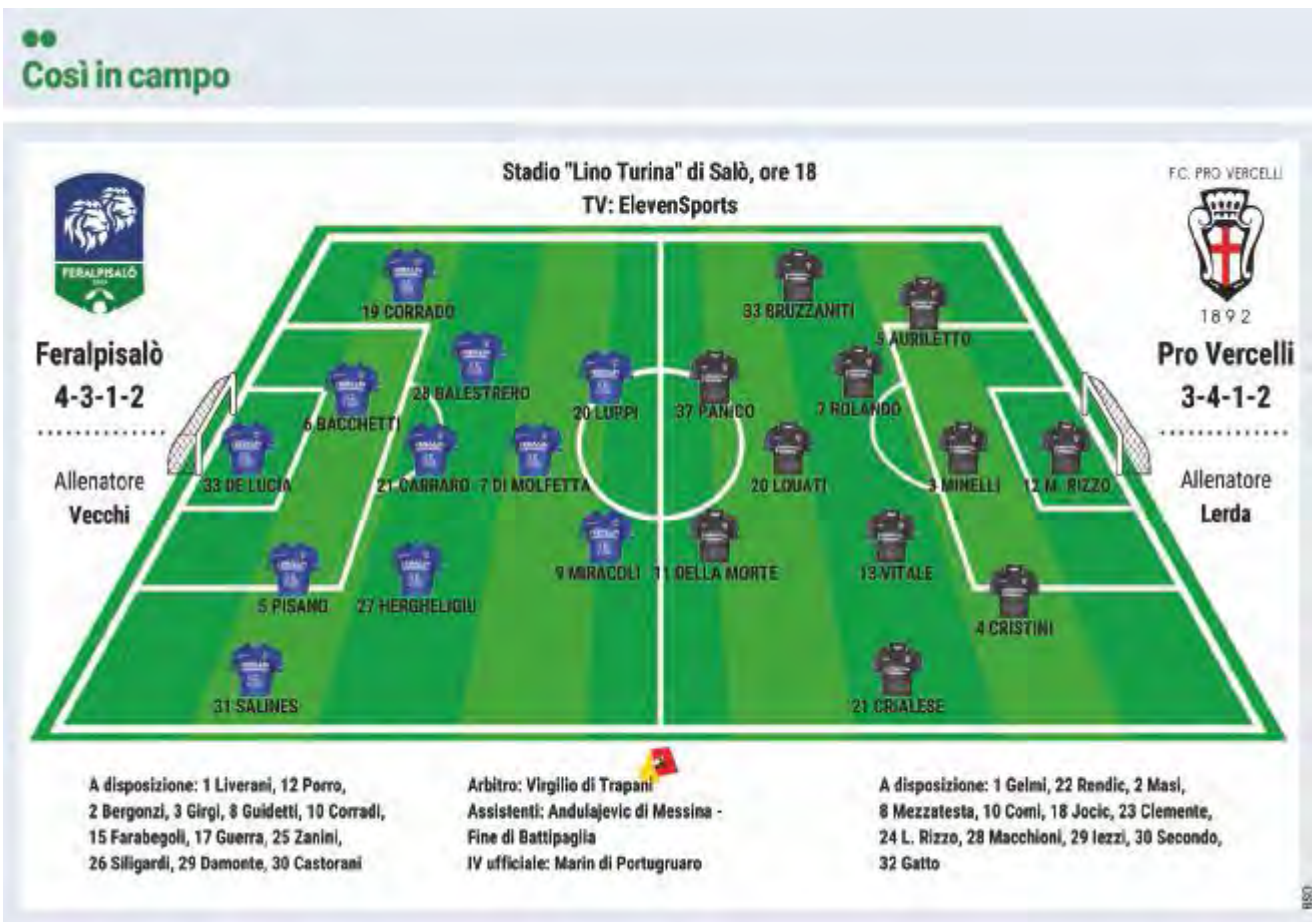 Così in campo
Stadio "Lino Turina" di Salò, ore 18
TV: ElevenSports
FERALPISALÒ
Feralpisalò
4-3-1-2
Allenatore
Vecchi
F.C. PRO VERCELLI
1892
Pro Vercelli
3-4-1-2
Allenatore
Lerda
19 CORRADO
28 BALESTRERO
6 BACCHETTI
20 LUPPI
33 DE LUCIA
21 CARRARO
7 DI MOLFETTA
9 MIRACOLI
5 PISANO
27 HERGHELIGIU
31 SALINES
33 BRUZZANITI
5 AURILETTO
37 PANICO
7 ROLANDO
20 LOUATI
3 MINELLI
12 M. RIZZO
11 DELLA MORTE
13 VITALE
4 CRISTINI
21 CRIALESE
A disposizione: 1 Liverani, 12 Porro,
2 Bergonzi, 3 Girgi, 8 Guidetti, 10 Corradi,
15 Farabegoli, 17 Guerra, 25 Zanini,
26 Siligardi, 29 Damonte, 30 Castorani
Arbitro: Virgilio di Trapani
Assistenti: Andulajevic di Messina -
Fine di Battipaglia
IV ufficiale: Marin di Portugruaro
A disposizione: 1 Gelmi, 22 Rendic, 2 Masi,
8 Mezzatesta, 10 Comi, 18 Jocic, 23 Clemente,
24 L. Rizzo, 28 Macchioni, 29 Iezzi, 30 Secondo,
32 Gatto